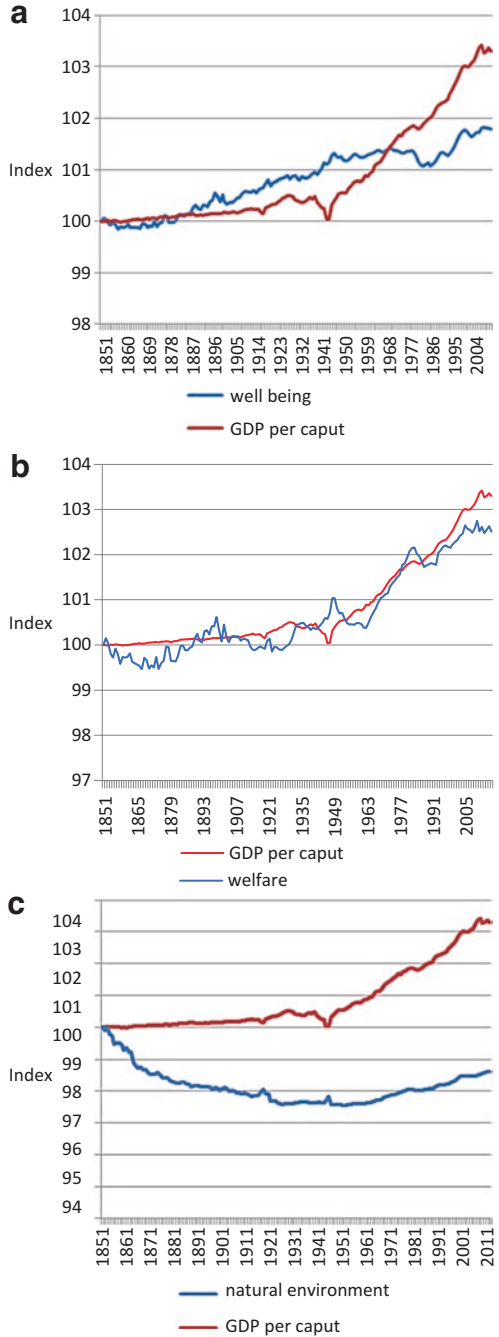 a
104
103
102
Index
101
100
99
98
1851 1860 1869 1878 1887 1896 1905 1914 1923 1932 1941 1950 1959 1968 1977 1986 1995 2004
well being
GDP per caput
b
104
103
102
Index
101
100
99
98
97
1851 1865 1879 1893 1907 1921 1935 1949 1963 1977 1991 2005
GDP per caput
welfare
c
104
103
102
101
100
Index
99
98
97
96
95
94
1851 1861 1871 1881 1891 1901 1911 1921 1931 1941 1951 1961 1971 1981 1991 2001 2011
natural environment
GDP per caput